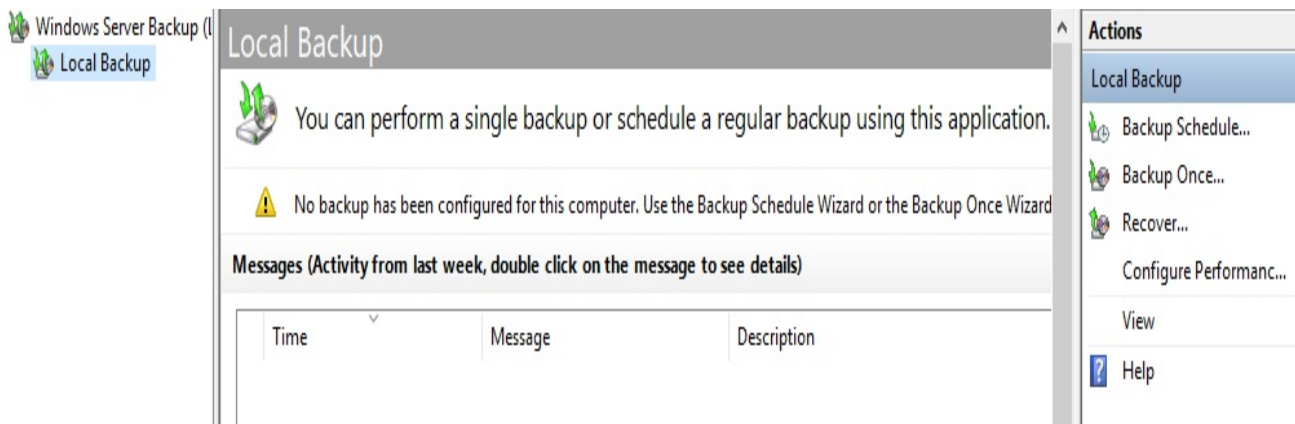 Windows Server Backup (L
Local Backup
Local Backup
You can perform a single backup or schedule a regular backup using this application.
No backup has been configured for this computer. Use the Backup Schedule Wizard or the Backup Once Wizard
Messages (Activity from last week, double click on the message to see details)
Time Message Description
Actions
Local Backup
Backup Schedule...
Backup Once...
Recover...
Configure Performanc...
View
Help